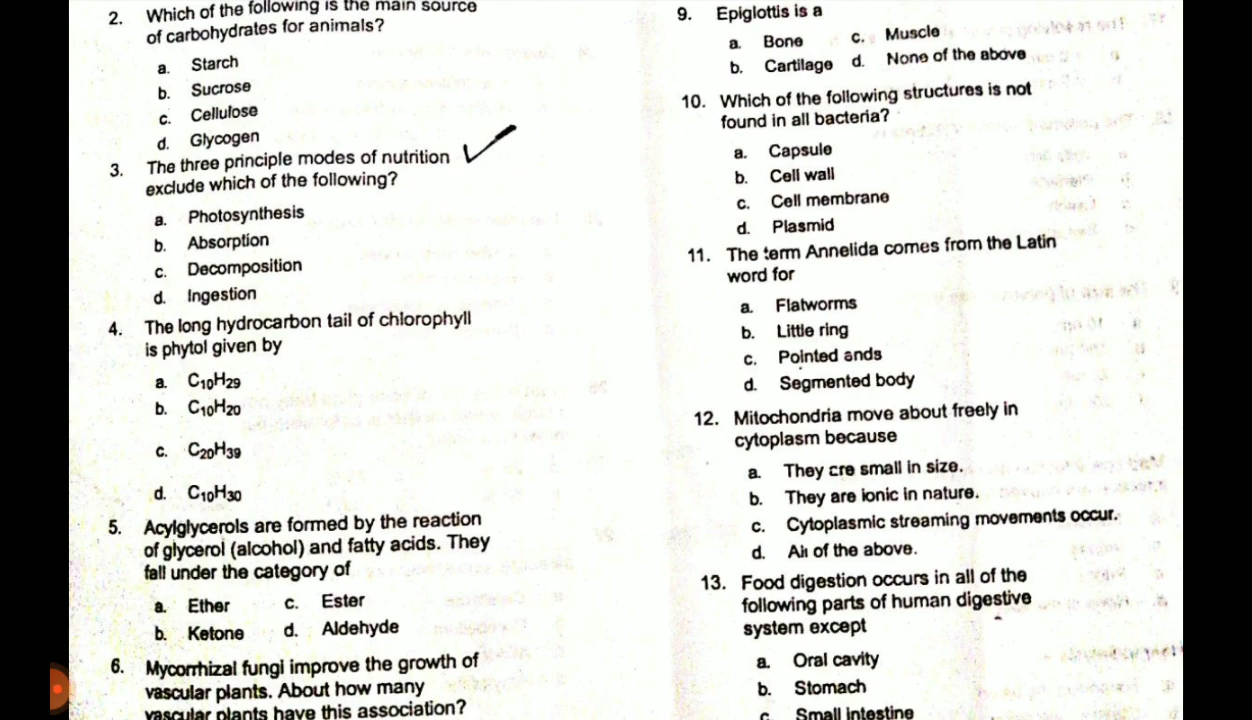 2. Which of the following is the main source
of carbohydrates for animals?
a. Starch
b. Sucrose
c. Cellulose
d. Glycogen
3. The three principle modes of nutrition
exclude which of the following?
a. Photosynthesis
b. Absorption
c. Decomposition
d. Ingestion
4. The long hydrocarbon tail of chlorophyll
is phytol given by
a. C₁₀H₂₉
b. C₁₀H₂₀
c. C₂₀H₃₉
d. C₁₀H₃₀
5. Acylglycerols are formed by the reaction
of glycerol (alcohol) and fatty acids. They
fall under the category of
a. Ether c. Ester
b. Ketone d. Aldehyde
6. Mycorrhizal fungi improve the growth of
vascular plants. About how many
vascular plants have this association?
9. Epiglottis is a
a. Bone c. Muscle
b. Cartilage d. None of the above
10. Which of the following structures is not
found in all bacteria?
a. Capsule
b. Cell wall
c. Cell membrane
d. Plasmid
11. The term Annelida comes from the Latin
word for
a. Flatworms
b. Little ring
c. Pointed ends
d. Segmented body
12. Mitochondria move about freely in
cytoplasm because
a. They are small in size.
b. They are ionic in nature.
c. Cytoplasmic streaming movements occur.
d. All of the above.
13. Food digestion occurs in all of the
following parts of human digestive
system except
a. Oral cavity
b. Stomach
c. Small intestine